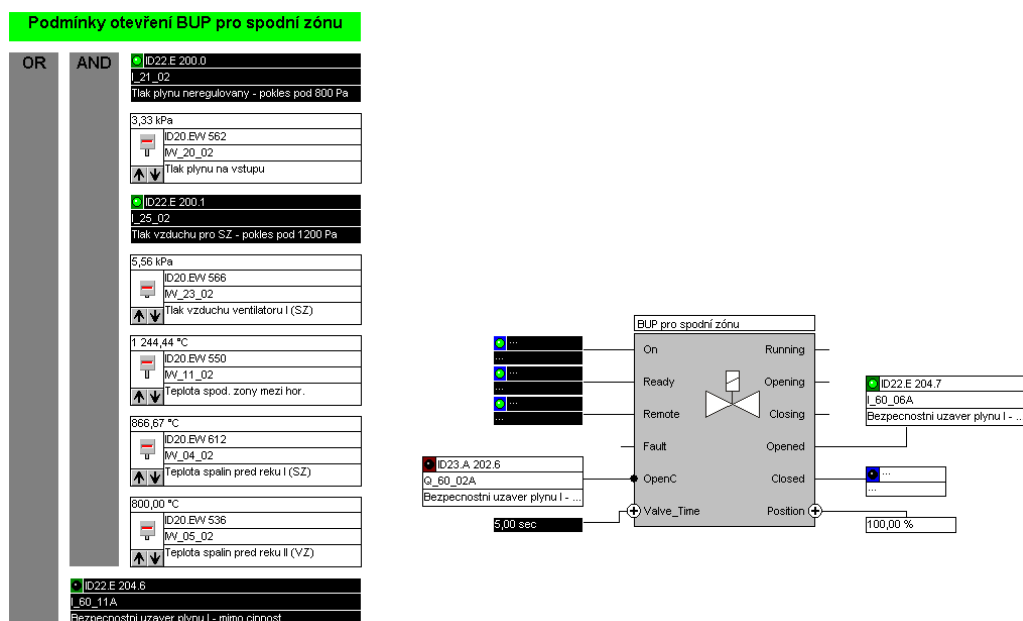 Podmínky otevření BUP pro spodní zónu
OR
AND
ID22.E 200.0
I_21_02
Tlak plynu neregulovany - pokles pod 800 Pa
3,33 kPa
ID20.EW 562
IW_20_02
Tlak plynu na vstupu
ID22.E 200.1
I_25_02
Tlak vzduchu pro SZ - pokles pod 1200 Pa
5,56 kPa
ID20.EW 566
IW_23_02
Tlak vzduchu ventilatoru I (SZ)
1 244,44 °C
ID20.EW 550
IW_11_02
Teplota spod. zony mezi hor.
866,67 °C
ID20.EW 612
IW_04_02
Teplota spalin pred reku I (SZ)
800,00 °C
ID20.EW 536
IW_05_02
Teplota spalin pred reku II (VZ)
ID22.E 204.6
I_60_11A
Bezpecnostni uzaver plynu I - mimo cinnost
BUP pro spodní zónu
...
...
...
...
...
...
On
Running
Ready
Opening
Remote
Closing
Fault
Opened
OpenC
Closed
Valve_Time
Position
ID23.A 202.6
Q_60_02A
Bezpecnostni uzaver plynu I - ...
5,00 sec
ID22.E 204.7
I_60_06A
Bezpecnostni uzaver plynu I - ...
...
...
100,00 %